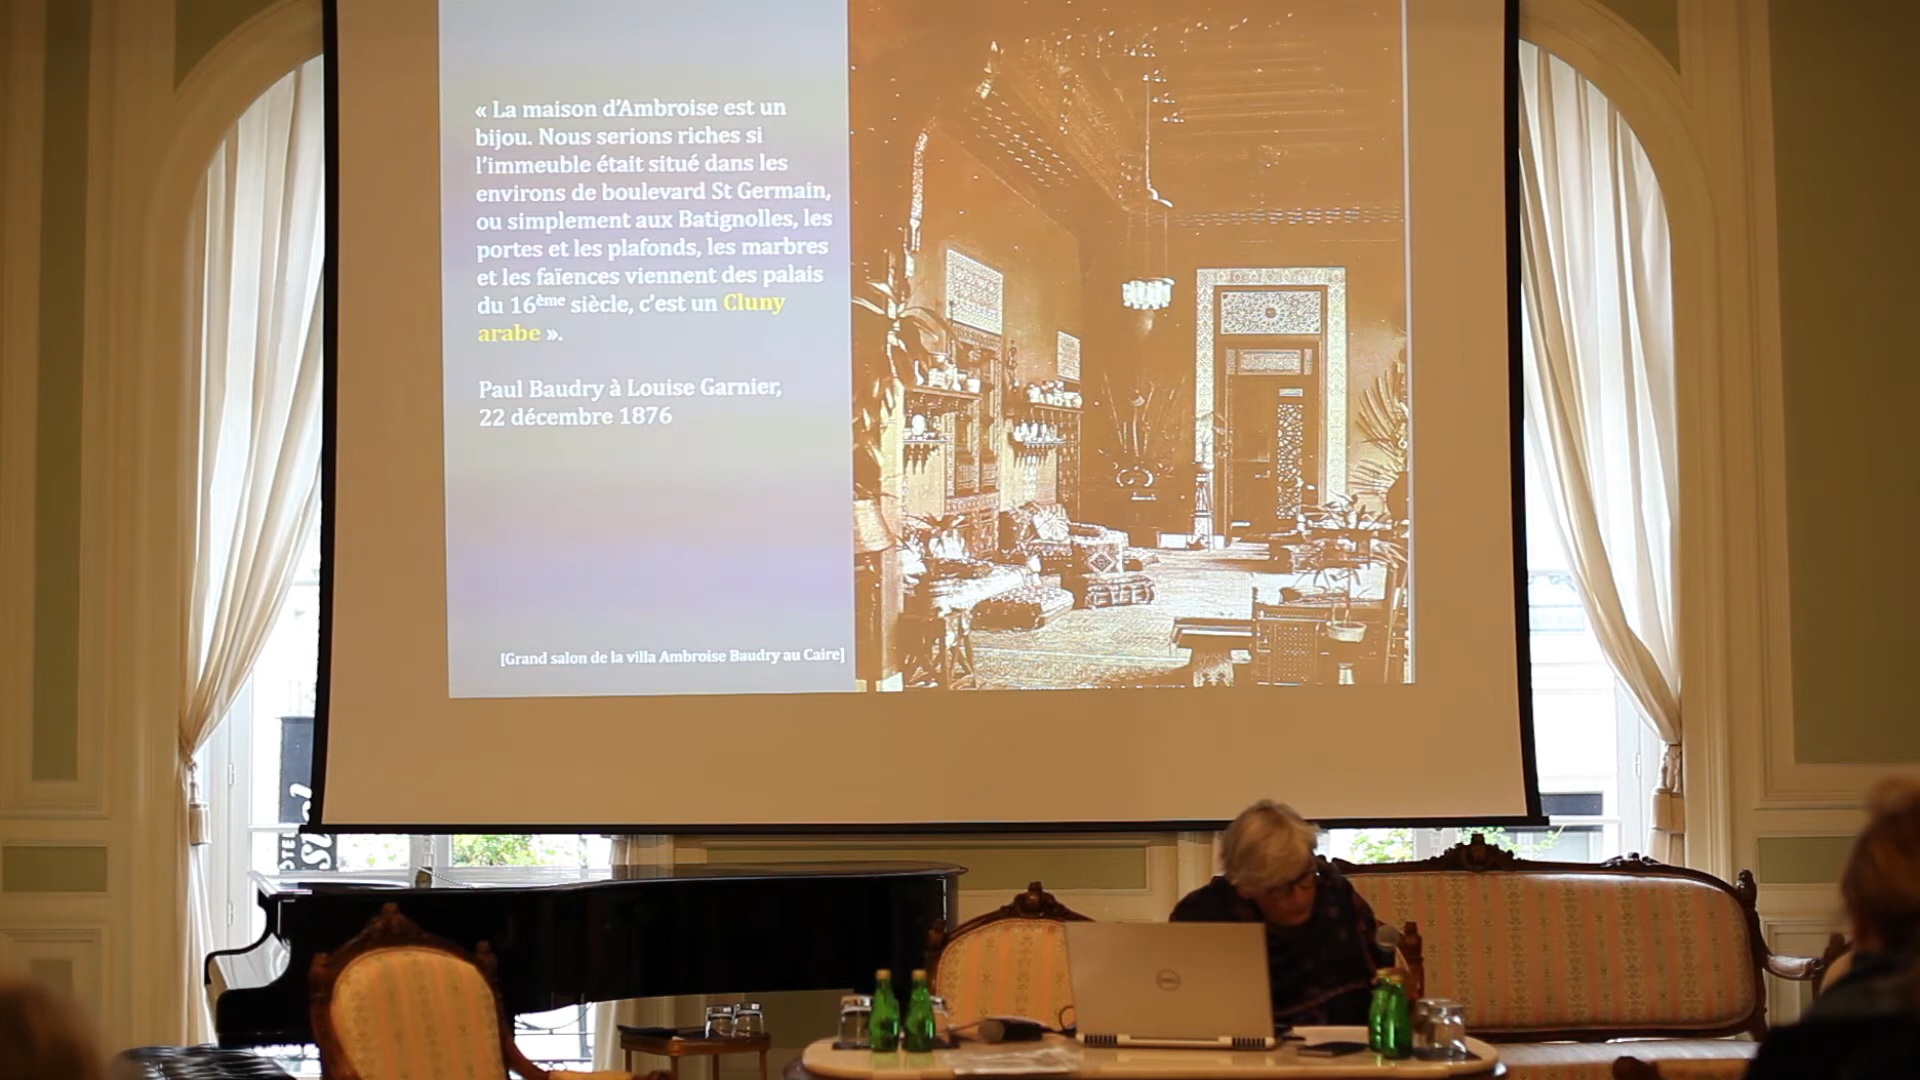 « La maison d'Ambroise est un
bijou. Nous serions riches si
l'immeuble était situé dans les
environs de boulevard St Germain,
ou simplement aux Batignolles, les
portes et les plafonds, les marbres
et les faïences viennent des palais
du 16ème siècle, c'est un Cluny
arabe ».
Paul Baudry à Louise Garnier,
22 décembre 1876
[Grand salon de la villa Ambroise Baudry au Caire]
DELL